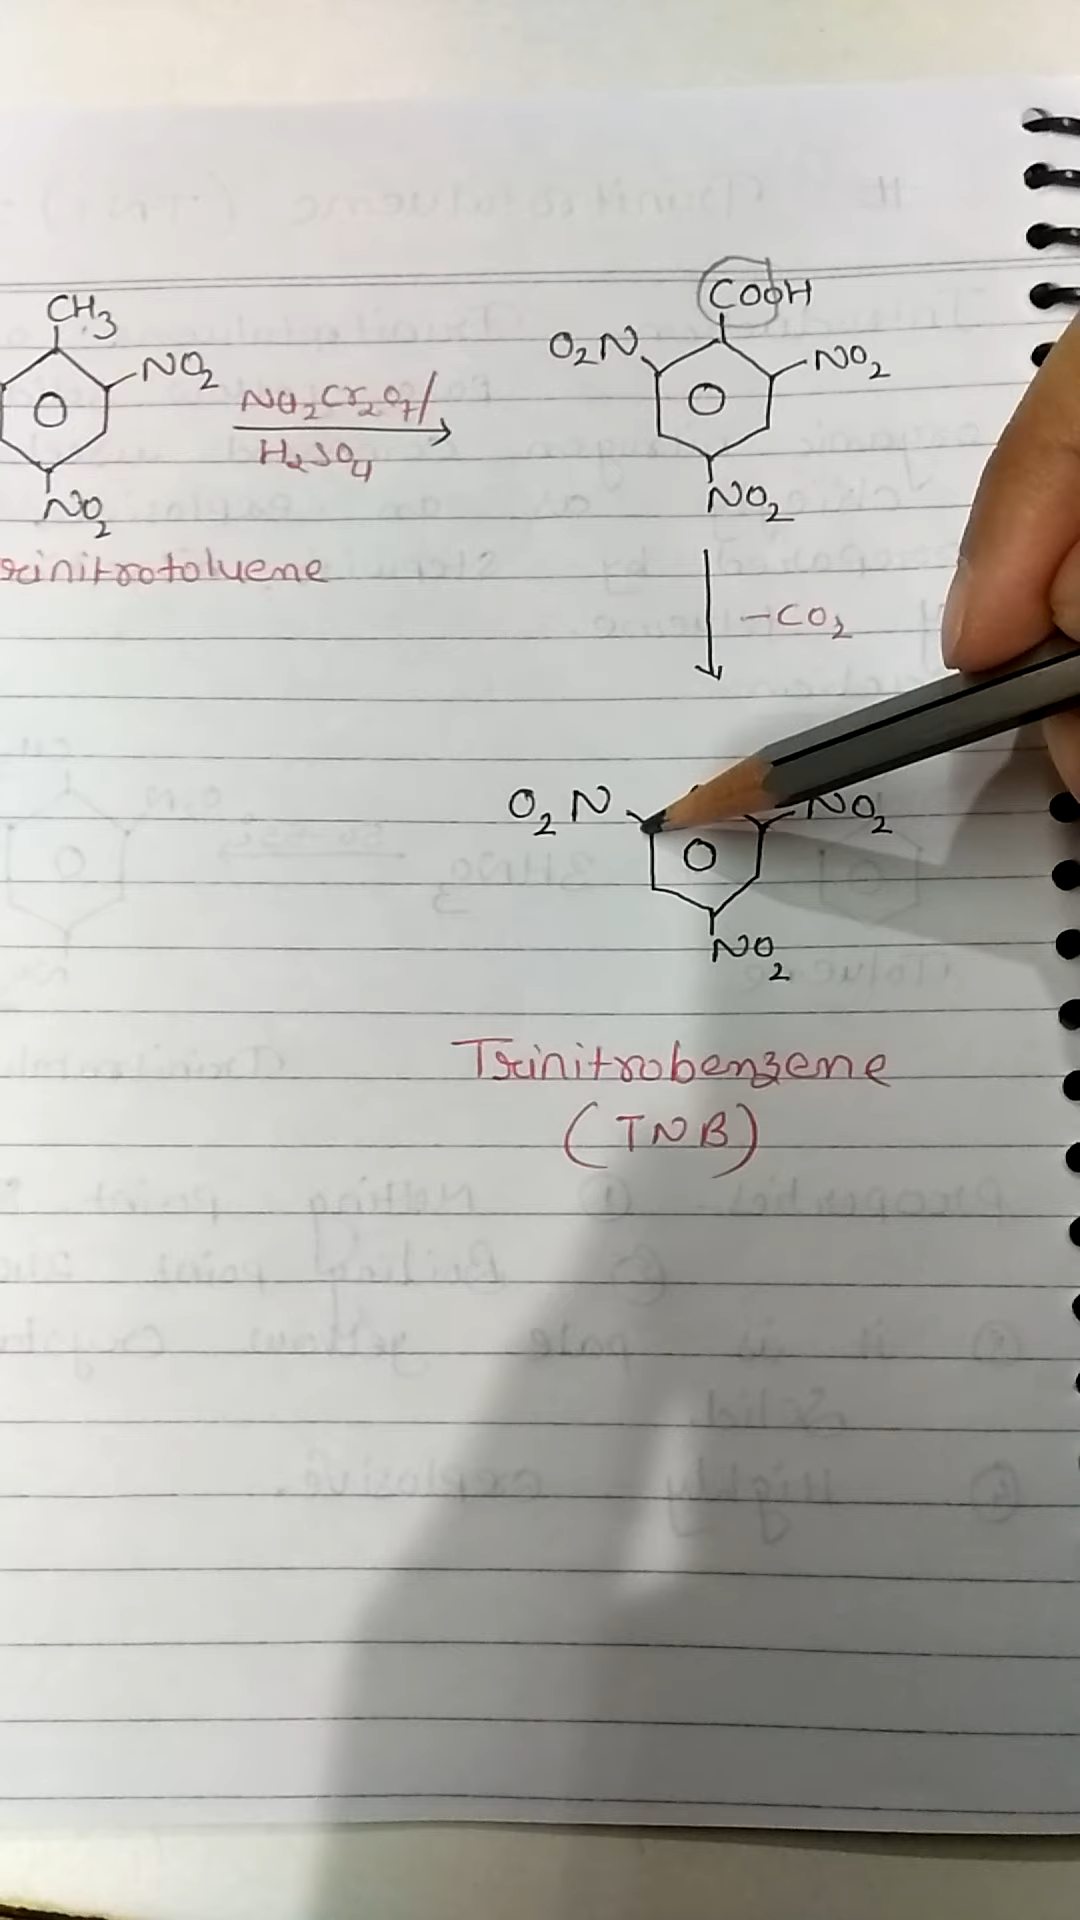 CH3
NO2
NO2
rinitrotoluene
Na2Cr2O7/
H2SO4
COOH
O2N
NO2
NO2
-CO2
O2N
NO2
NO2
Trinitrobenzene
(TNB)